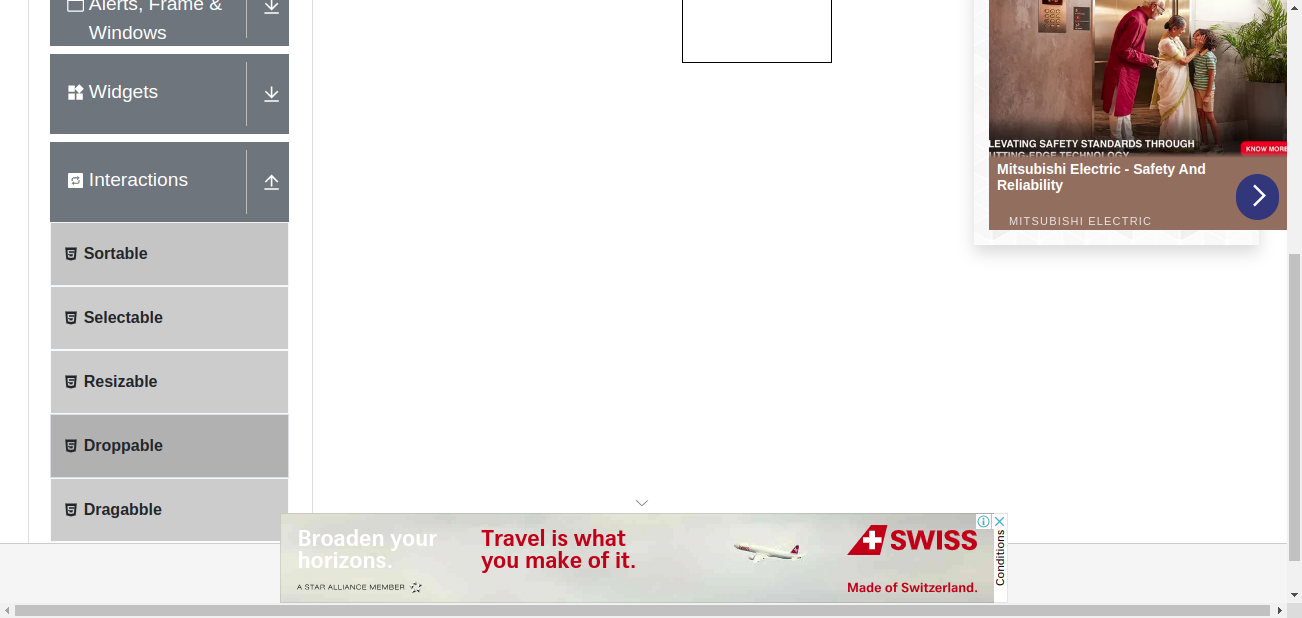 Alerts, Frame &
Windows
Widgets
Interactions
Sortable
Selectable
Resizable
Droppable
Dragabble
LEVATING SAFETY STANDARDS THROUGH
UTTING-EDGE TECHNOLOGY
KNOW MORE
Mitsubishi Electric - Safety And
Reliability
MITSUBISHI ELECTRIC
Broaden your
horizons.
A STAR ALLIANCE MEMBER
Travel is what
you make of it.
SWISS
Made of Switzerland.
Conditions